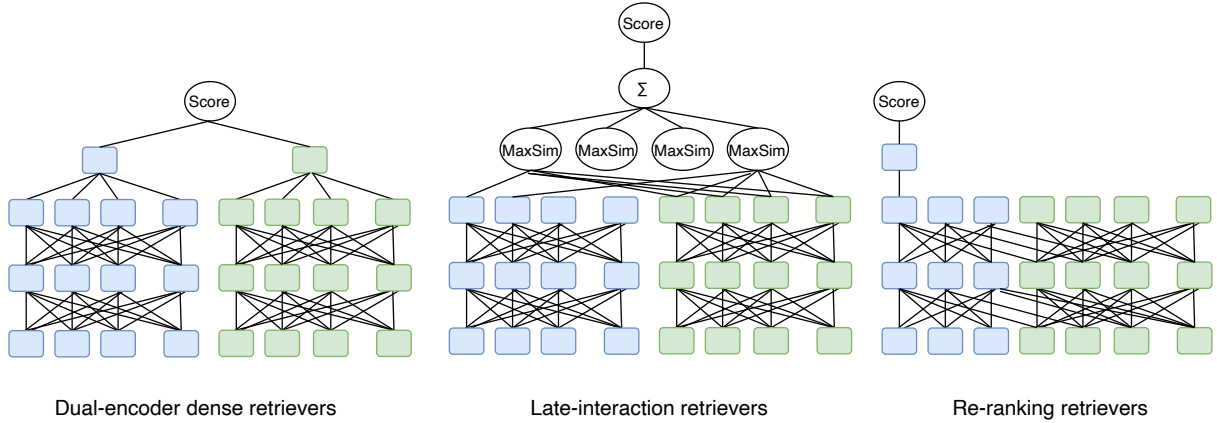 Score
Score
∑
Score
MaxSim MaxSim MaxSim MaxSim
Dual-encoder dense retrievers
Late-interaction retrievers
Re-ranking retrievers